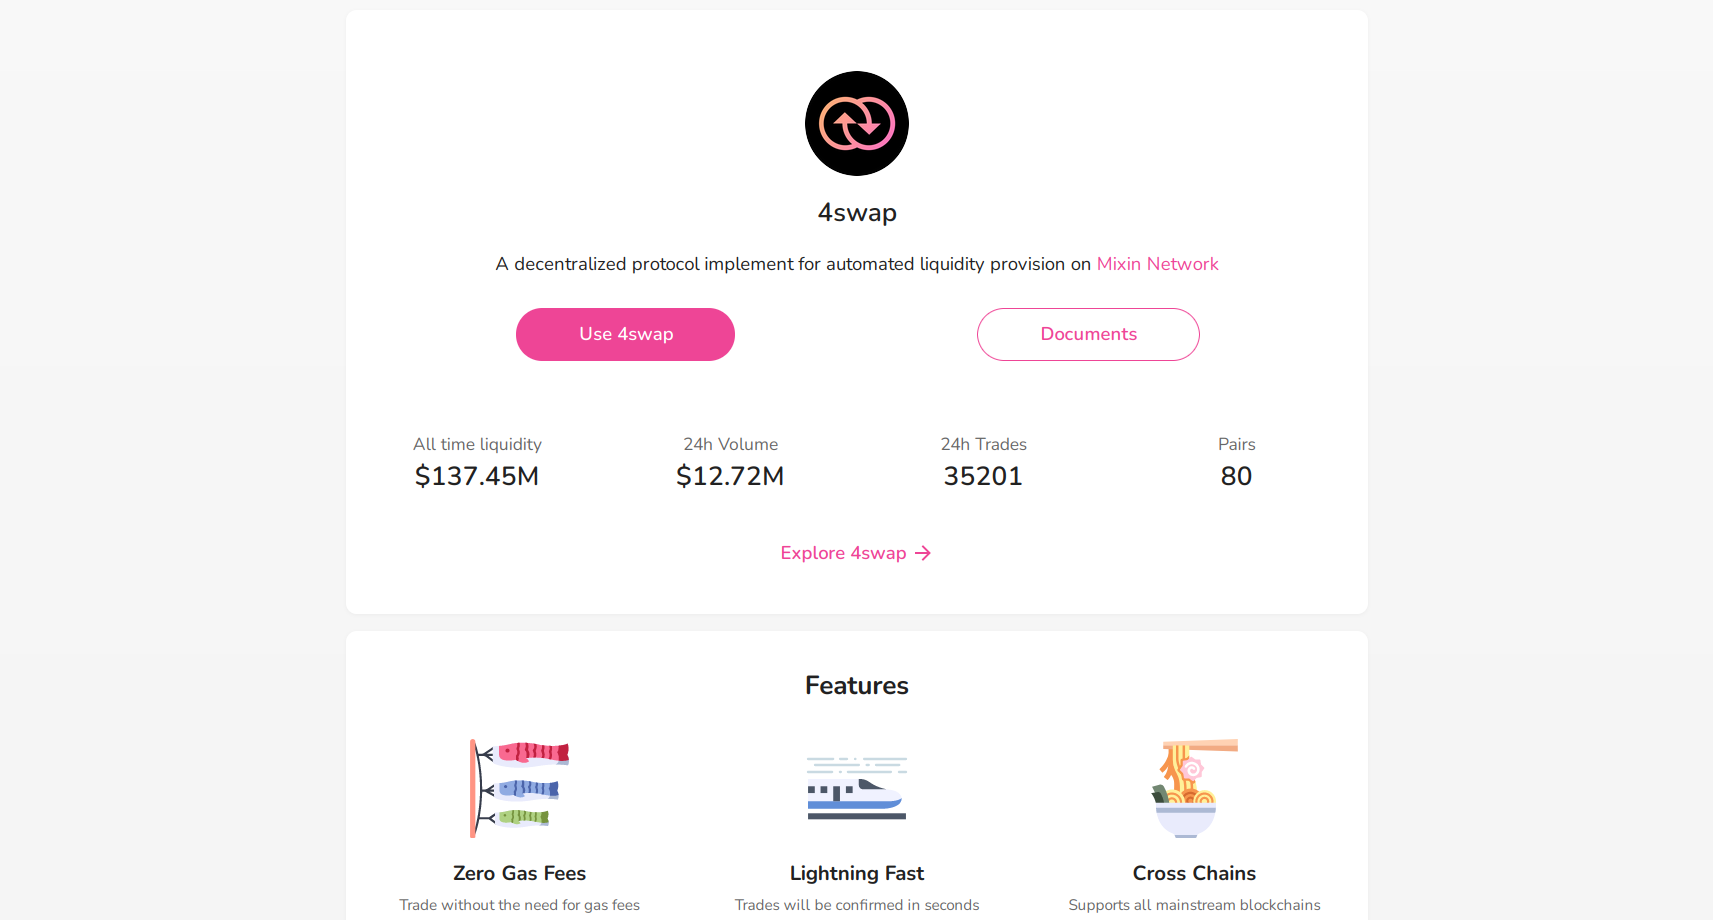 4swap
A decentralized protocol implement for automated liquidity provision on Mixin Network
Use 4swap
Documents
All time liquidity
$137.45M
24h Volume
$12.72M
24h Trades
35201
Pairs
80
Explore 4swap →
Features
Zero Gas Fees
Trade without the need for gas fees
Lightning Fast
Trades will be confirmed in seconds
Cross Chains
Supports all mainstream blockchains